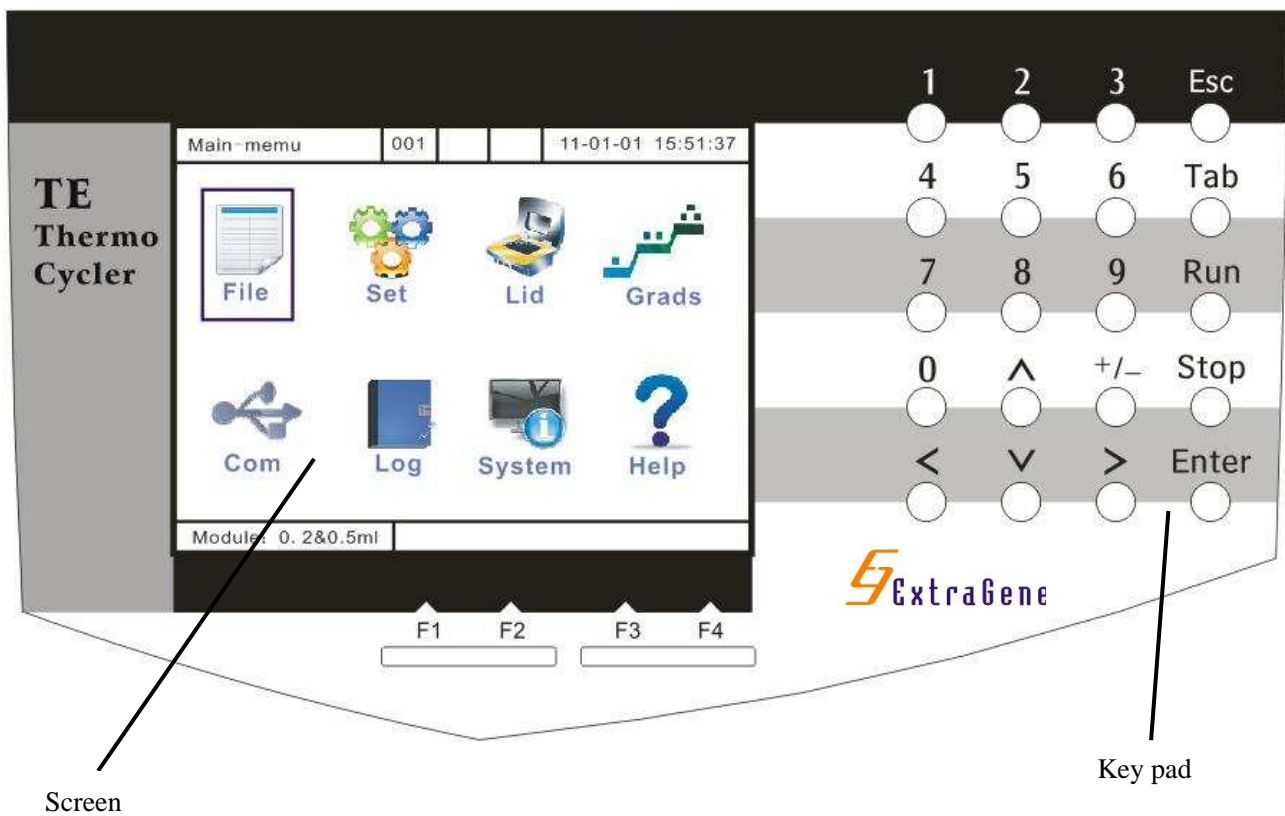 1 2 3 Esc
Main-memu 001 11-01-01 15:51:37
TE
Thermo
Cycler
4 5 6 Tab
File Set Lid Grads
7 8 9 Run
0 ^ +/- Stop
Com Log System Help
< v > Enter
Module: 0. 2&0.5ml
ExtraGene
F1 F2 F3 F4
Key pad
Screen